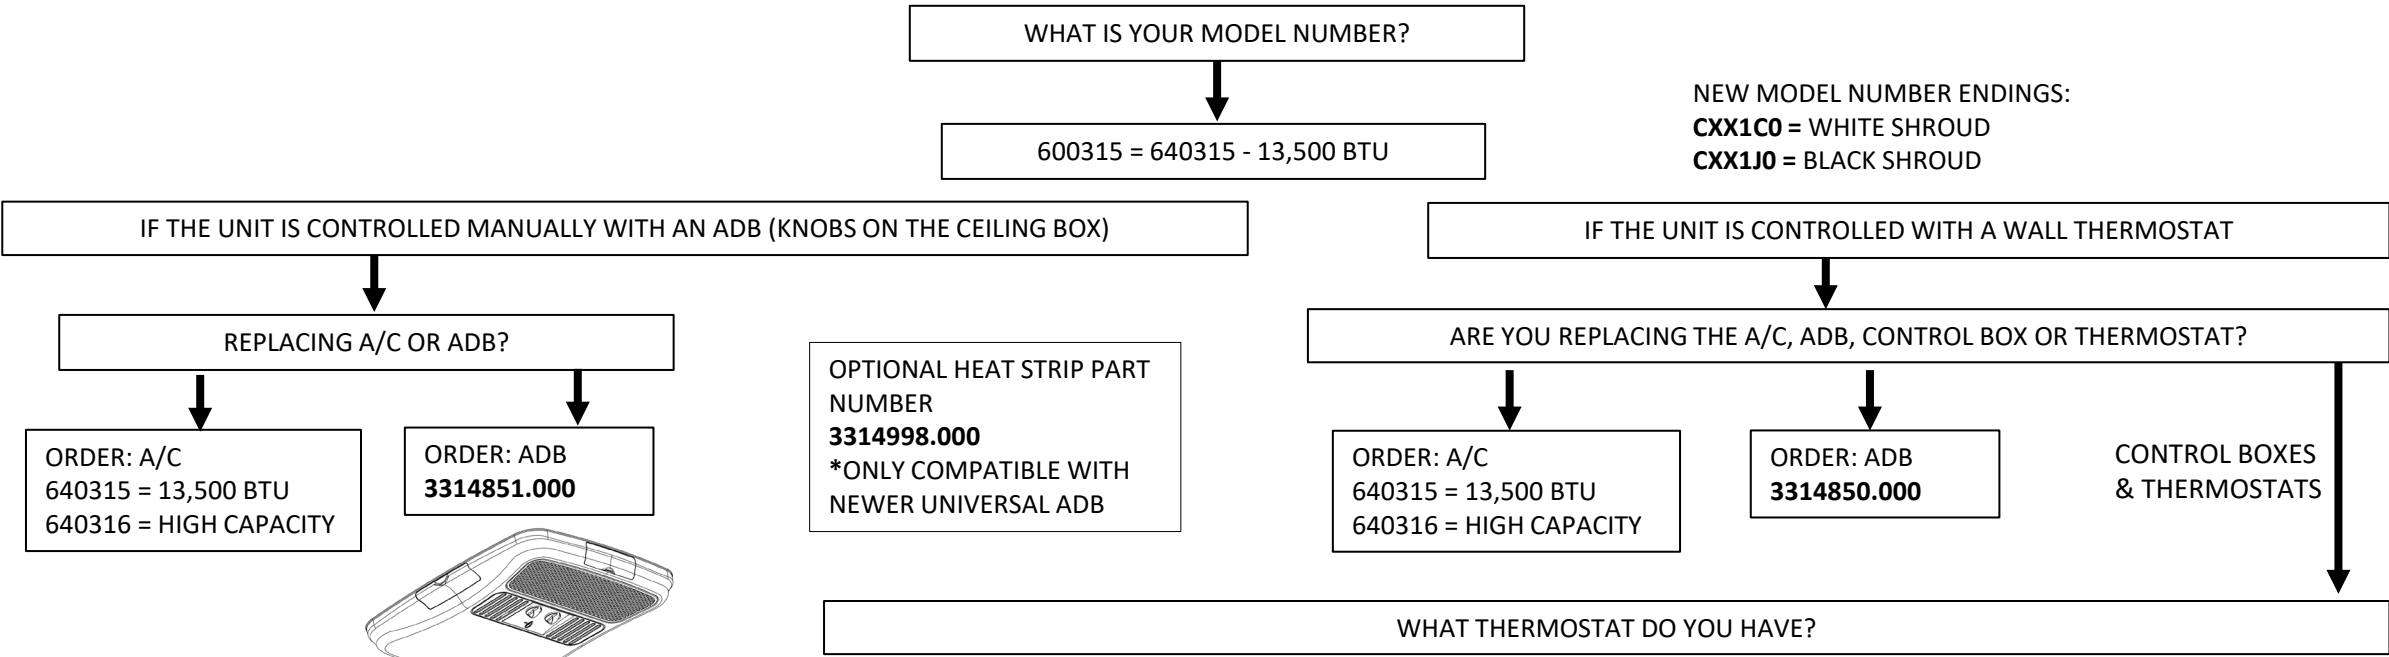 WHAT IS YOUR MODEL NUMBER?
NEW MODEL NUMBER ENDINGS:
CXX1C0 = WHITE SHROUD
CXX1J0 = BLACK SHROUD
600315 = 640315 - 13,500 BTU
IF THE UNIT IS CONTROLLED MANUALLY WITH AN ADB (KNOBS ON THE CEILING BOX)
REPLACING A/C OR ADB?
ORDER: A/C
640315 = 13,500 BTU
640316 = HIGH CAPACITY
ORDER: ADB
3314851.000
OPTIONAL HEAT STRIP PART
NUMBER
3314998.000
*ONLY COMPATIBLE WITH
NEWER UNIVERSAL ADB
IF THE UNIT IS CONTROLLED WITH A WALL THERMOSTAT
ARE YOU REPLACING THE A/C, ADB, CONTROL BOX OR THERMOSTAT?
ORDER: A/C
640315 = 13,500 BTU
640316 = HIGH CAPACITY
ORDER: ADB
3314850.000
CONTROL BOXES
& THERMOSTATS
WHAT THERMOSTAT DO YOU HAVE?